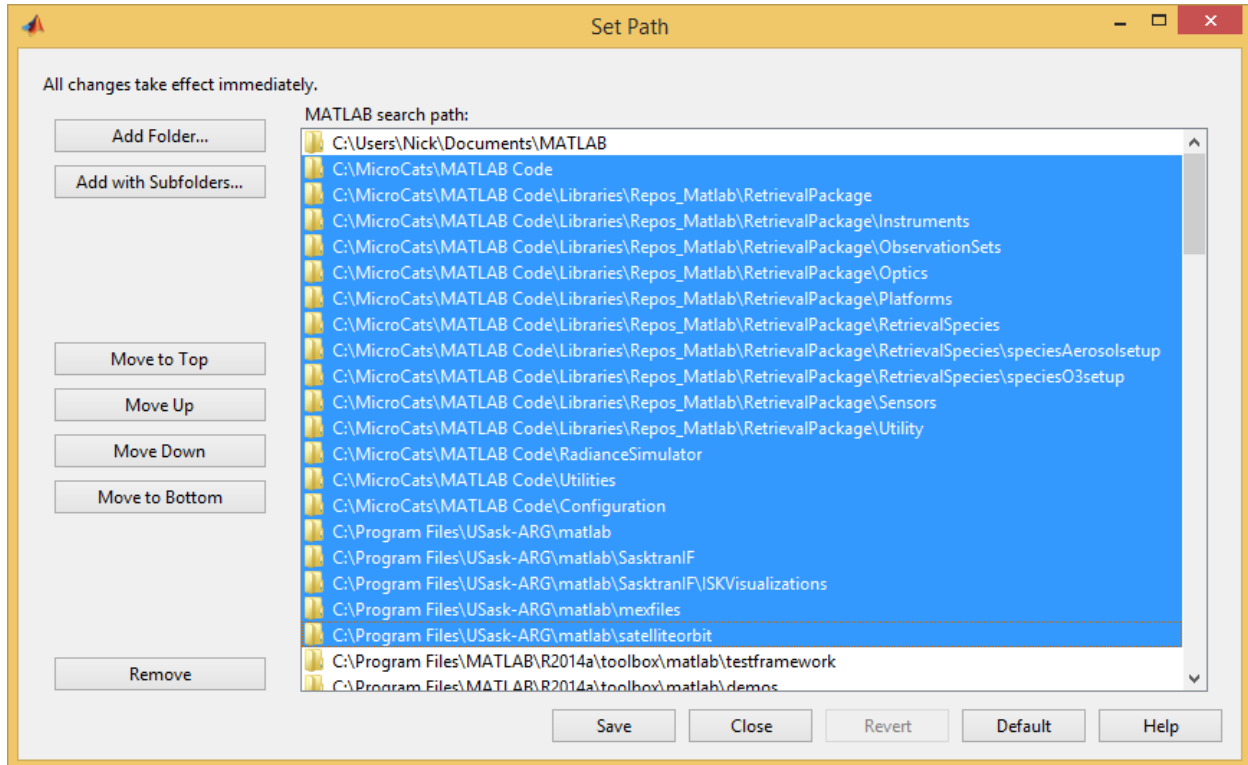 Set Path
All changes take effect immediately.
MATLAB search path:
Add Folder...
Add with Subfolders...
Move to Top
Move Up
Move Down
Move to Bottom
Remove
C:\Users\Nick\Documents\MATLAB
C:\MicroCats\MATLAB Code
C:\MicroCats\MATLAB Code\Libraries\Repos_Matlab\RetrievalPackage
C:\MicroCats\MATLAB Code\Libraries\Repos_Matlab\RetrievalPackage\Instruments
C:\MicroCats\MATLAB Code\Libraries\Repos_Matlab\RetrievalPackage\ObservationSets
C:\MicroCats\MATLAB Code\Libraries\Repos_Matlab\RetrievalPackage\Optics
C:\MicroCats\MATLAB Code\Libraries\Repos_Matlab\RetrievalPackage\Platforms
C:\MicroCats\MATLAB Code\Libraries\Repos_Matlab\RetrievalPackage\RetrievalSpecies
C:\MicroCats\MATLAB Code\Libraries\Repos_Matlab\RetrievalPackage\RetrievalSpecies\speciesAerosolsetup
C:\MicroCats\MATLAB Code\Libraries\Repos_Matlab\RetrievalPackage\RetrievalSpecies\speciesO3setup
C:\MicroCats\MATLAB Code\Libraries\Repos_Matlab\RetrievalPackage\Sensors
C:\MicroCats\MATLAB Code\Libraries\Repos_Matlab\RetrievalPackage\Utility
C:\MicroCats\MATLAB Code\RadianceSimulator
C:\MicroCats\MATLAB Code\Utilities
C:\MicroCats\MATLAB Code\Configuration
C:\Program Files\USask-ARG\matlab
C:\Program Files\USask-ARG\matlab\SasktranIF
C:\Program Files\USask-ARG\matlab\SasktranIF\ISKVisualizations
C:\Program Files\USask-ARG\matlab\mexfiles
C:\Program Files\USask-ARG\matlab\satelliteorbit
C:\Program Files\MATLAB\R2014a\toolbox\matlab\testframework
C:\Program Files\MATLAB\R2014a\toolbox\matlab\demos
Save
Close
Revert
Default
Help